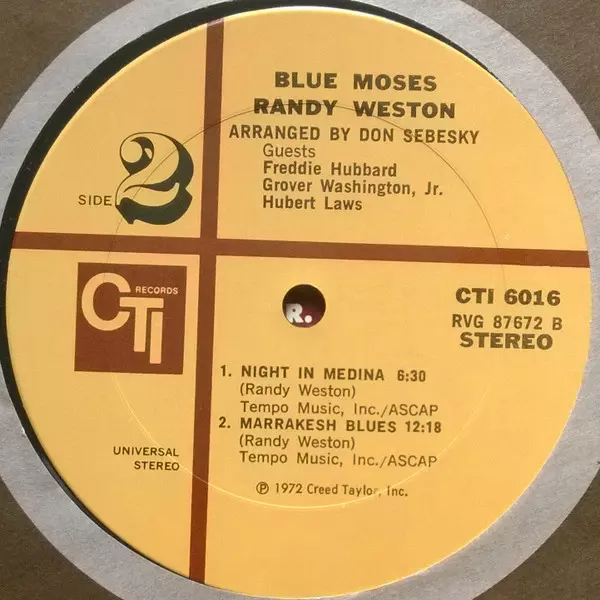 BLUE MOSES
RANDY WESTON
ARRANGED BY DON SEBESKY
Guests
Freddie Hubbard
Grover Washington, Jr.
Hubert Laws
SIDE 2
CTI RECORDS
CTI 6016
RVG 87672 B
STEREO
R.
1. NIGHT IN MEDINA 6:30
(Randy Weston)
Tempo Music, Inc./ASCAP
2. MARRAKESH BLUES 12:18
(Randy Weston)
Tempo Music, Inc./ASCAP
UNIVERSAL
STEREO
℗ 1972 Creed Taylor, Inc.